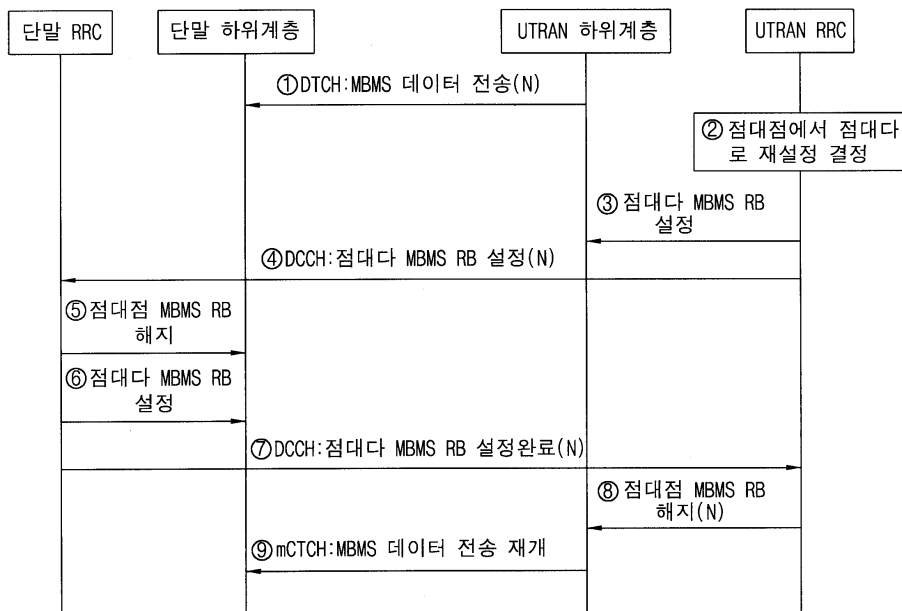 단말 RRC
단말 하위계층
UTRAN 하위계층
UTRAN RRC
①DTCH:MBMS 데이터 전송(N)
②점대점에서 점대다
로 재설정 결정
③점대다 MBMS RB
설정
④DCCH:점대다 MBMS RB 설정(N)
⑤점대점 MBMS RB
해지
⑥점대다 MBMS RB
설정
⑦DCCH:점대다 MBMS RB 설정완료(N)
⑧점대점 MBMS RB
해지(N)
⑨mCTCH:MBMS 데이터 전송 재개